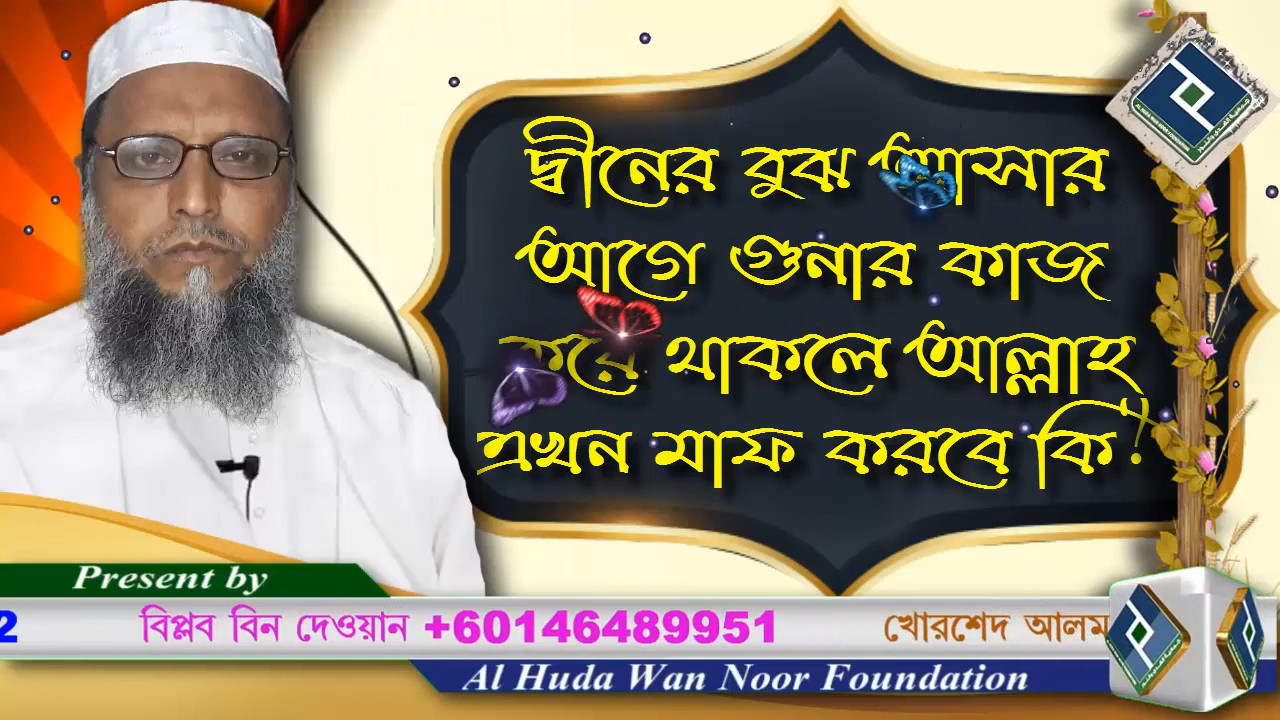 দ্বীনের বুঝ আসার
আগে গুনার কাজ
করে থাকলে আল্লাহ
এখন মাফ করবে কি!
Present by
2 বিপ্লব বিন দেওয়ান +60146489951 খোরশেদ আলম
Al Huda Wan Noor Foundation